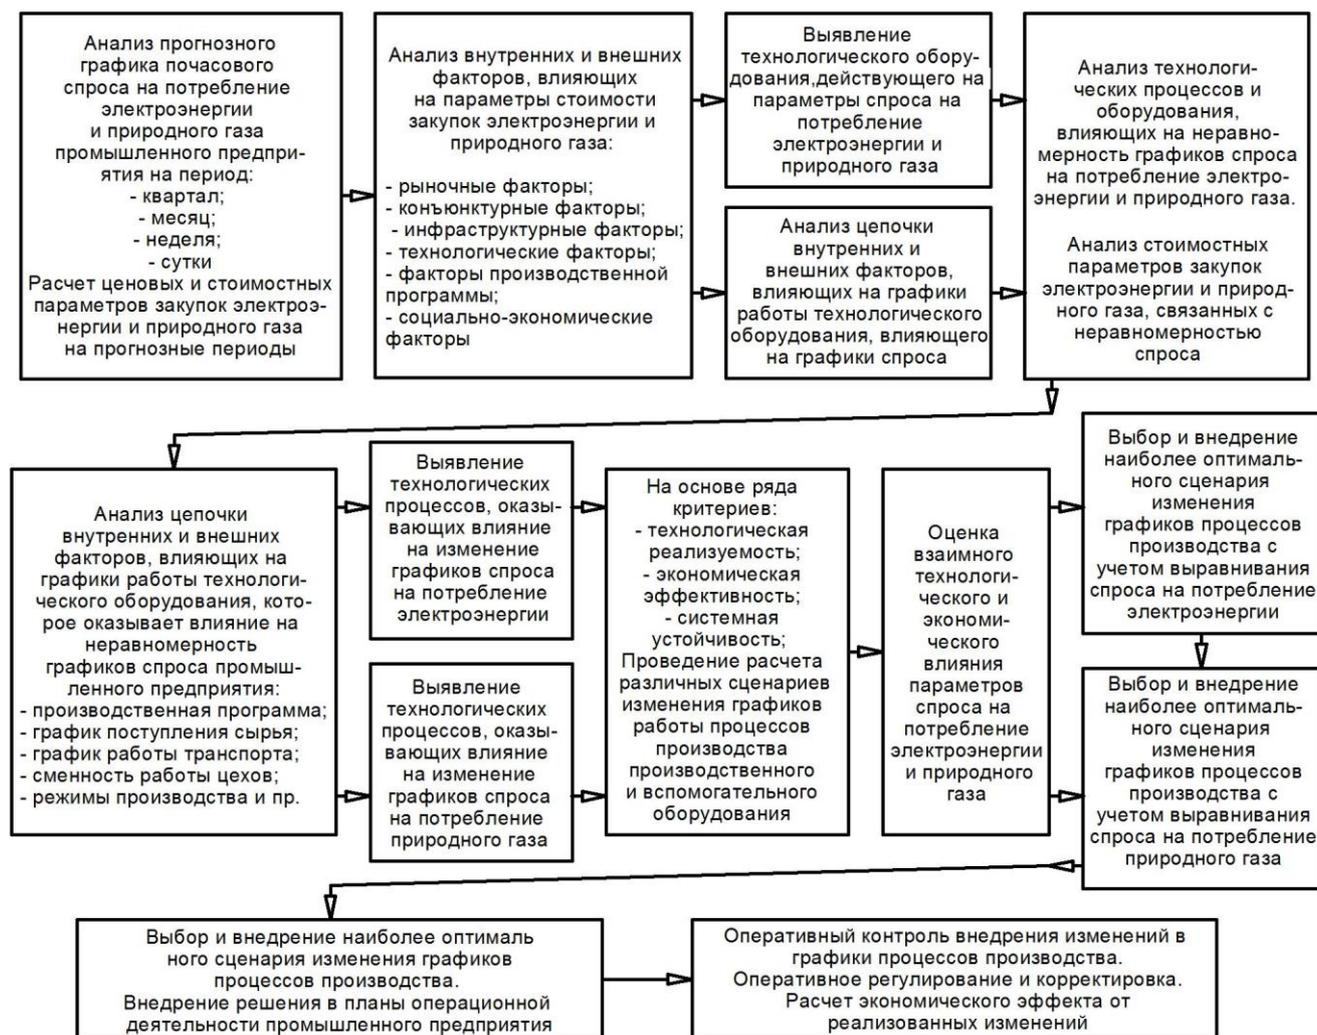 Анализ прогнозного
графика почасового
спроса на потребление
электроэнергии
и природного газа
промышленного предпри-
ятия на период:
- квартал;
- месяц;
- неделя;
- сутки
Расчет ценовых и стоимостных
параметров закупок электроэ-
нергии и природного газа
на прогнозные периоды
Анализ внутренних и внешних
факторов, влияющих
на параметры стоимости
закупок электроэнергии и
природного газа:
- рыночные факторы;
- конъюнктурные факторы;
- инфраструктурные факторы;
- технологические факторы;
- факторы производственной
программы;
- социально-экономические
факторы
Выявление
технологического обору-
дования,действующего на
параметры спроса на
потребление
электроэнергии и
природного газа
Анализ цепочки
внутренних и
внешних факторов,
влияющих на графики
работы технологического
оборудования, влияющего
на графики спроса
Анализ технологи-
ческих процессов и
оборудования,
влияющих на неравно-
мерность графиков спроса
на потребление электро-
энергии и природного газа.
Анализ стоимостных
параметров закупок
электроэнергии и природ-
ного газа, связанных с
неравномерностью
спроса
Анализ цепочки
внутренних и внешних
факторов, влияющих на
графики работы технологи-
ческого оборудования, кото-
рое оказывает влияние на
неравномерность
графиков спроса промыш-
ленного предприятия:
- производственная программа;
- график поступления сырья;
- график работы транспорта;
- сменность работы цехов;
- режимы производства и пр.
Выявление
технологических
процессов, оказы-
вающих влияние
на изменение
графиков спроса
на потребление
электроэнергии
Выявление
технологических
процессов, оказы-
вающих влияние
на изменение
графиков спроса
на потребление
природного газа
На основе ряда
критериев:
- технологическая
реализуемость;
- экономическая
эффективность;
- системная
устойчивость;
Проведение расчета
различных сценариев
изменения графиков
работы процессов
производства
производственного
и вспомогательного
оборудования
Оценка
взаимного
техноло­ги-
ческого и
экономи-
ческого
влияния
параметров
спроса на
потребление
электроэнергии
и природного
газа
Выбор и внедрение
наиболее оптималь-
ного сценария
изменения
графиков процессов
производства с
учетом выравнивания
спроса на потребление
электроэнергии
Выбор и внедрение
наиболее оптималь-
ного сценария
изменения
графиков процессов
производства с
учетом выравнивания
спроса на потребление
природного газа
Выбор и внедрение наиболее оптималь
ного сценария изменения графиков
процессов производства.
Внедрение решения в планы операционной
деятельности промышленного предприятия
Оперативный контроль внедрения изменений в
графики процессов производства.
Оперативное регулирование и корректировка.
Расчет экономического эффекта от
реализованных изменений